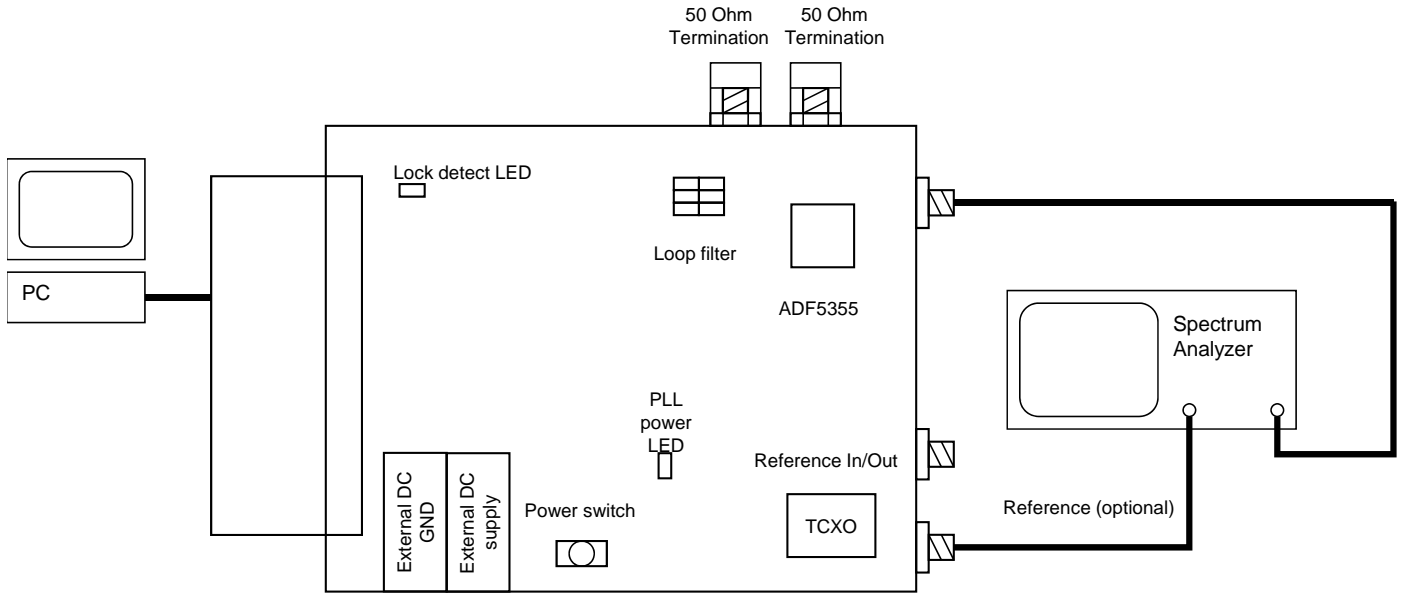 50 Ohm
Termination
50 Ohm
Termination
Lock detect LED
Loop filter
PC
ADF5355
Spectrum
Analyzer
PLL
power
LED
Reference In/Out
External DC
GND
External DC
supply
Power switch
TCXO
Reference (optional)